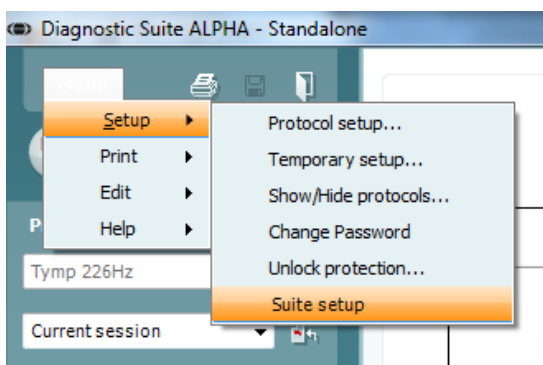 Diagnostic Suite ALPHA - Standalone
Menu
Setup
Protocol setup...
Print
Temporary setup...
Edit
Show/Hide protocols...
Help
Change Password
Unlock protection...
Tymp 226Hz
Suite setup
Current session